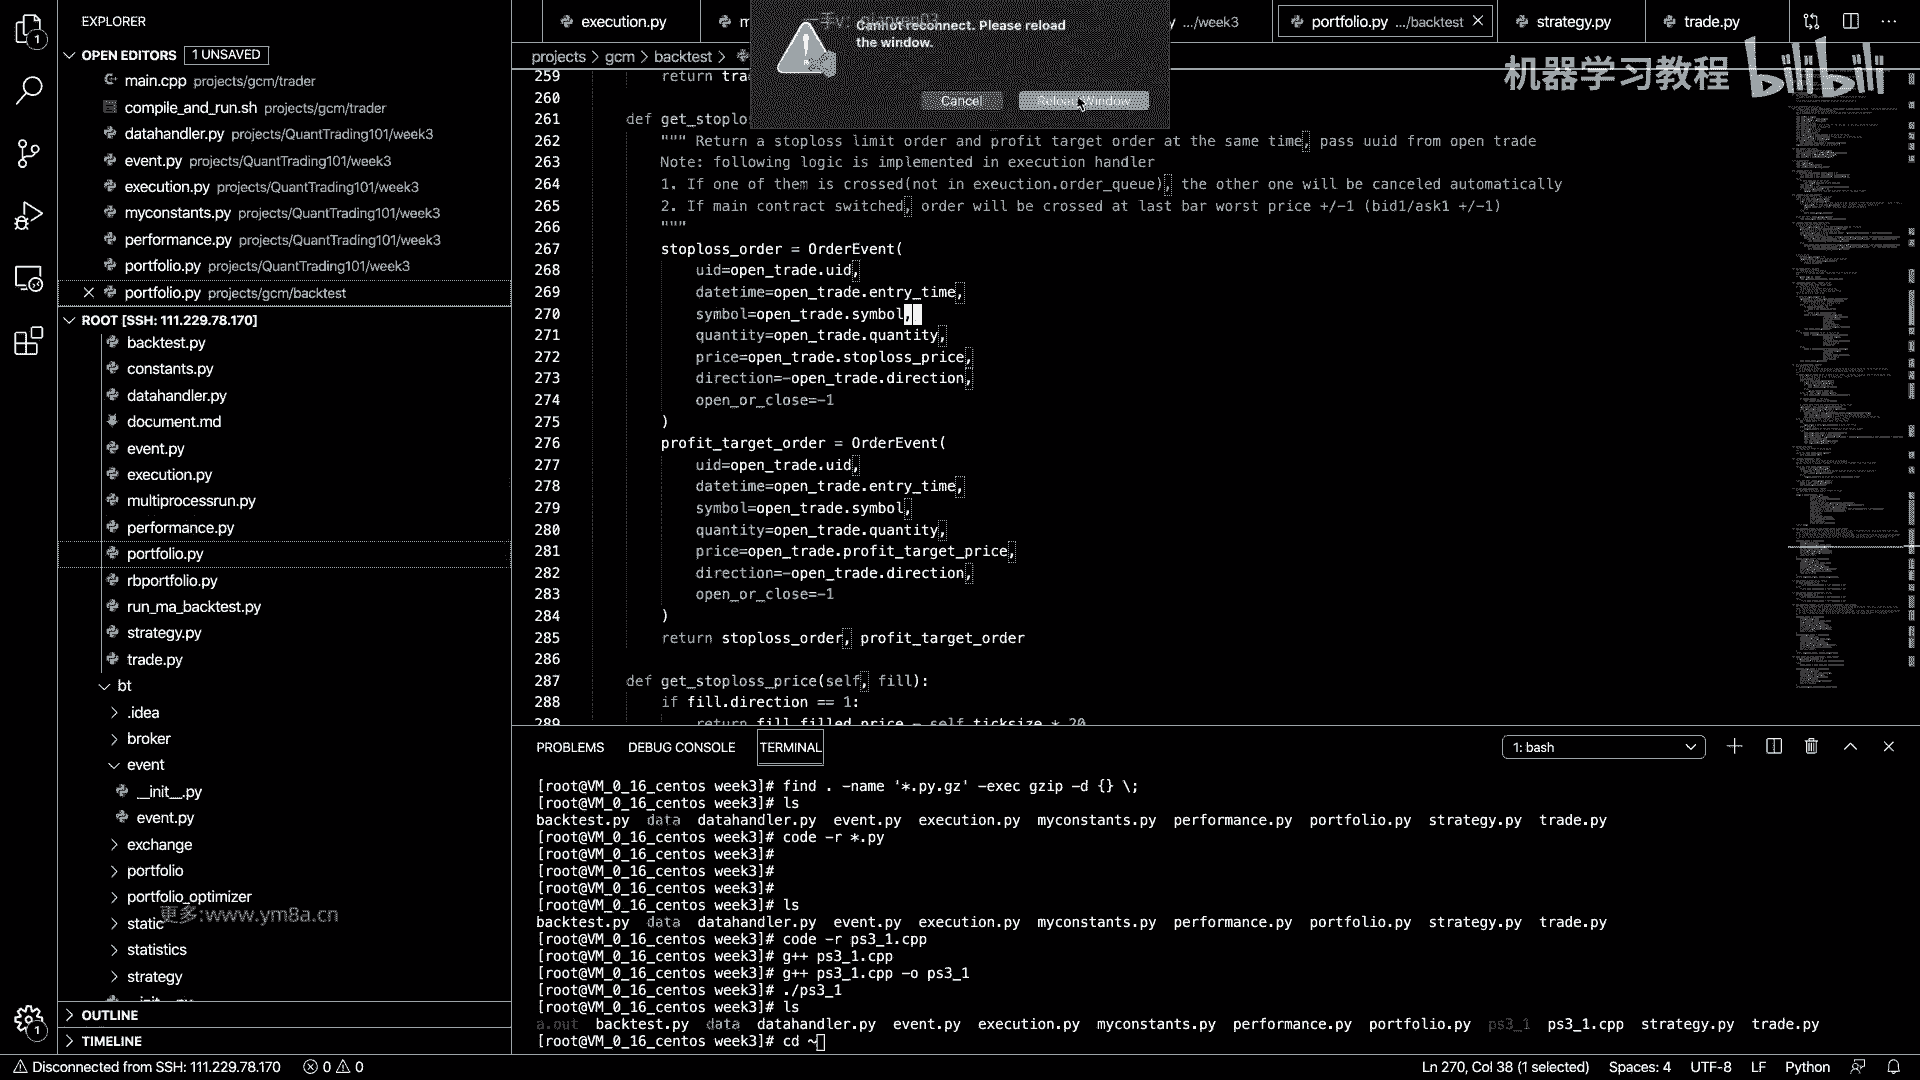 EXPLORER
OPEN EDITORS 1 UNSAVED
main.cpp projects/gcm/trader
compile_and_run.sh projects/gcm/trader
datahandler.py projects/QuantTrading101/week3
event.py projects/QuantTrading101/week3
execution.py projects/QuantTrading101/week3
myconstants.py projects/QuantTrading101/week3
performance.py projects/QuantTrading101/week3
portfolio.py projects/QuantTrading101/week3
portfolio.py projects/gcm/backtest
ROOT [SSH: 111.229.78.170]
backtest.py
constants.py
datahandler.py
document.md
event.py
execution.py
multiprocessrun.py
performance.py
portfolio.py
rbportfolio.py
run_ma_backtest.py
strategy.py
trade.py
bt
.idea
broker
event
__init__.py
event.py
exchange
portfolio
portfolio_optimizer
更多:www.ym8a.cn
static
statistics
strategy
OUTLINE
TIMELINE
execution.py
.../week3
portfolio.py .../backtest
strategy.py
trade.py
projects > gcm > backtest >
Cannot reconnect. Please reload
the window.
Cancel
Reload Window
机器学习教程 bilibili
259 return tra
260
261 def get_stoplo
262 """ Return a stoploss limit order and profit target order at the same time, pass uuid from open trade
263 Note: following logic is implemented in execution handler
264 1. If one of them is crossed(not in exeuction.order_queue), the other one will be canceled automatically
265 2. If main contract switched, order will be crossed at last bar worst price +/-1 (bid1/ask1 +/-1)
266 """
267 stoploss_order = OrderEvent(
268 uid=open_trade.uid,
269 datetime=open_trade.entry_time,
270 symbol=open_trade.symbol,
271 quantity=open_trade.quantity,
272 price=open_trade.stoploss_price,
273 direction=-open_trade.direction,
274 open_or_close=-1
275 )
276 profit_target_order = OrderEvent(
277 uid=open_trade.uid,
278 datetime=open_trade.entry_time,
279 symbol=open_trade.symbol,
280 quantity=open_trade.quantity,
281 price=open_trade.profit_target_price,
282 direction=-open_trade.direction,
283 open_or_close=-1
284 )
285 return stoploss_order, profit_target_order
286
287 def get_stoploss_price(self, fill):
288 if fill.direction == 1:
289 return fill.filled_price - self.ticksize * 20
PROBLEMS DEBUG CONSOLE TERMINAL 1: bash
[root@VM_0_16_centos week3]# find . -name '*.py.gz' -exec gzip -d {} \;
[root@VM_0_16_centos week3]# ls
backtest.py data datahandler.py event.py execution.py myconstants.py performance.py portfolio.py strategy.py trade.py
[root@VM_0_16_centos week3]# code -r *.py
[root@VM_0_16_centos week3]#
[root@VM_0_16_centos week3]#
[root@VM_0_16_centos week3]#
[root@VM_0_16_centos week3]# ls
backtest.py data datahandler.py event.py execution.py myconstants.py performance.py portfolio.py strategy.py trade.py
[root@VM_0_16_centos week3]# code -r ps3_1.cpp
[root@VM_0_16_centos week3]# g++ ps3_1.cpp
[root@VM_0_16_centos week3]# g++ ps3_1.cpp -o ps3_1
[root@VM_0_16_centos week3]# ./ps3_1
[root@VM_0_16_centos week3]# ls
a.out backtest.py data datahandler.py event.py execution.py myconstants.py performance.py portfolio.py ps3_1 ps3_1.cpp strategy.py trade.py
[root@VM_0_16_centos week3]# cd ~
Disconnected from SSH: 111.229.78.170 0 0
Ln 270, Col 38 (1 selected) Spaces: 4 UTF-8 LF Python